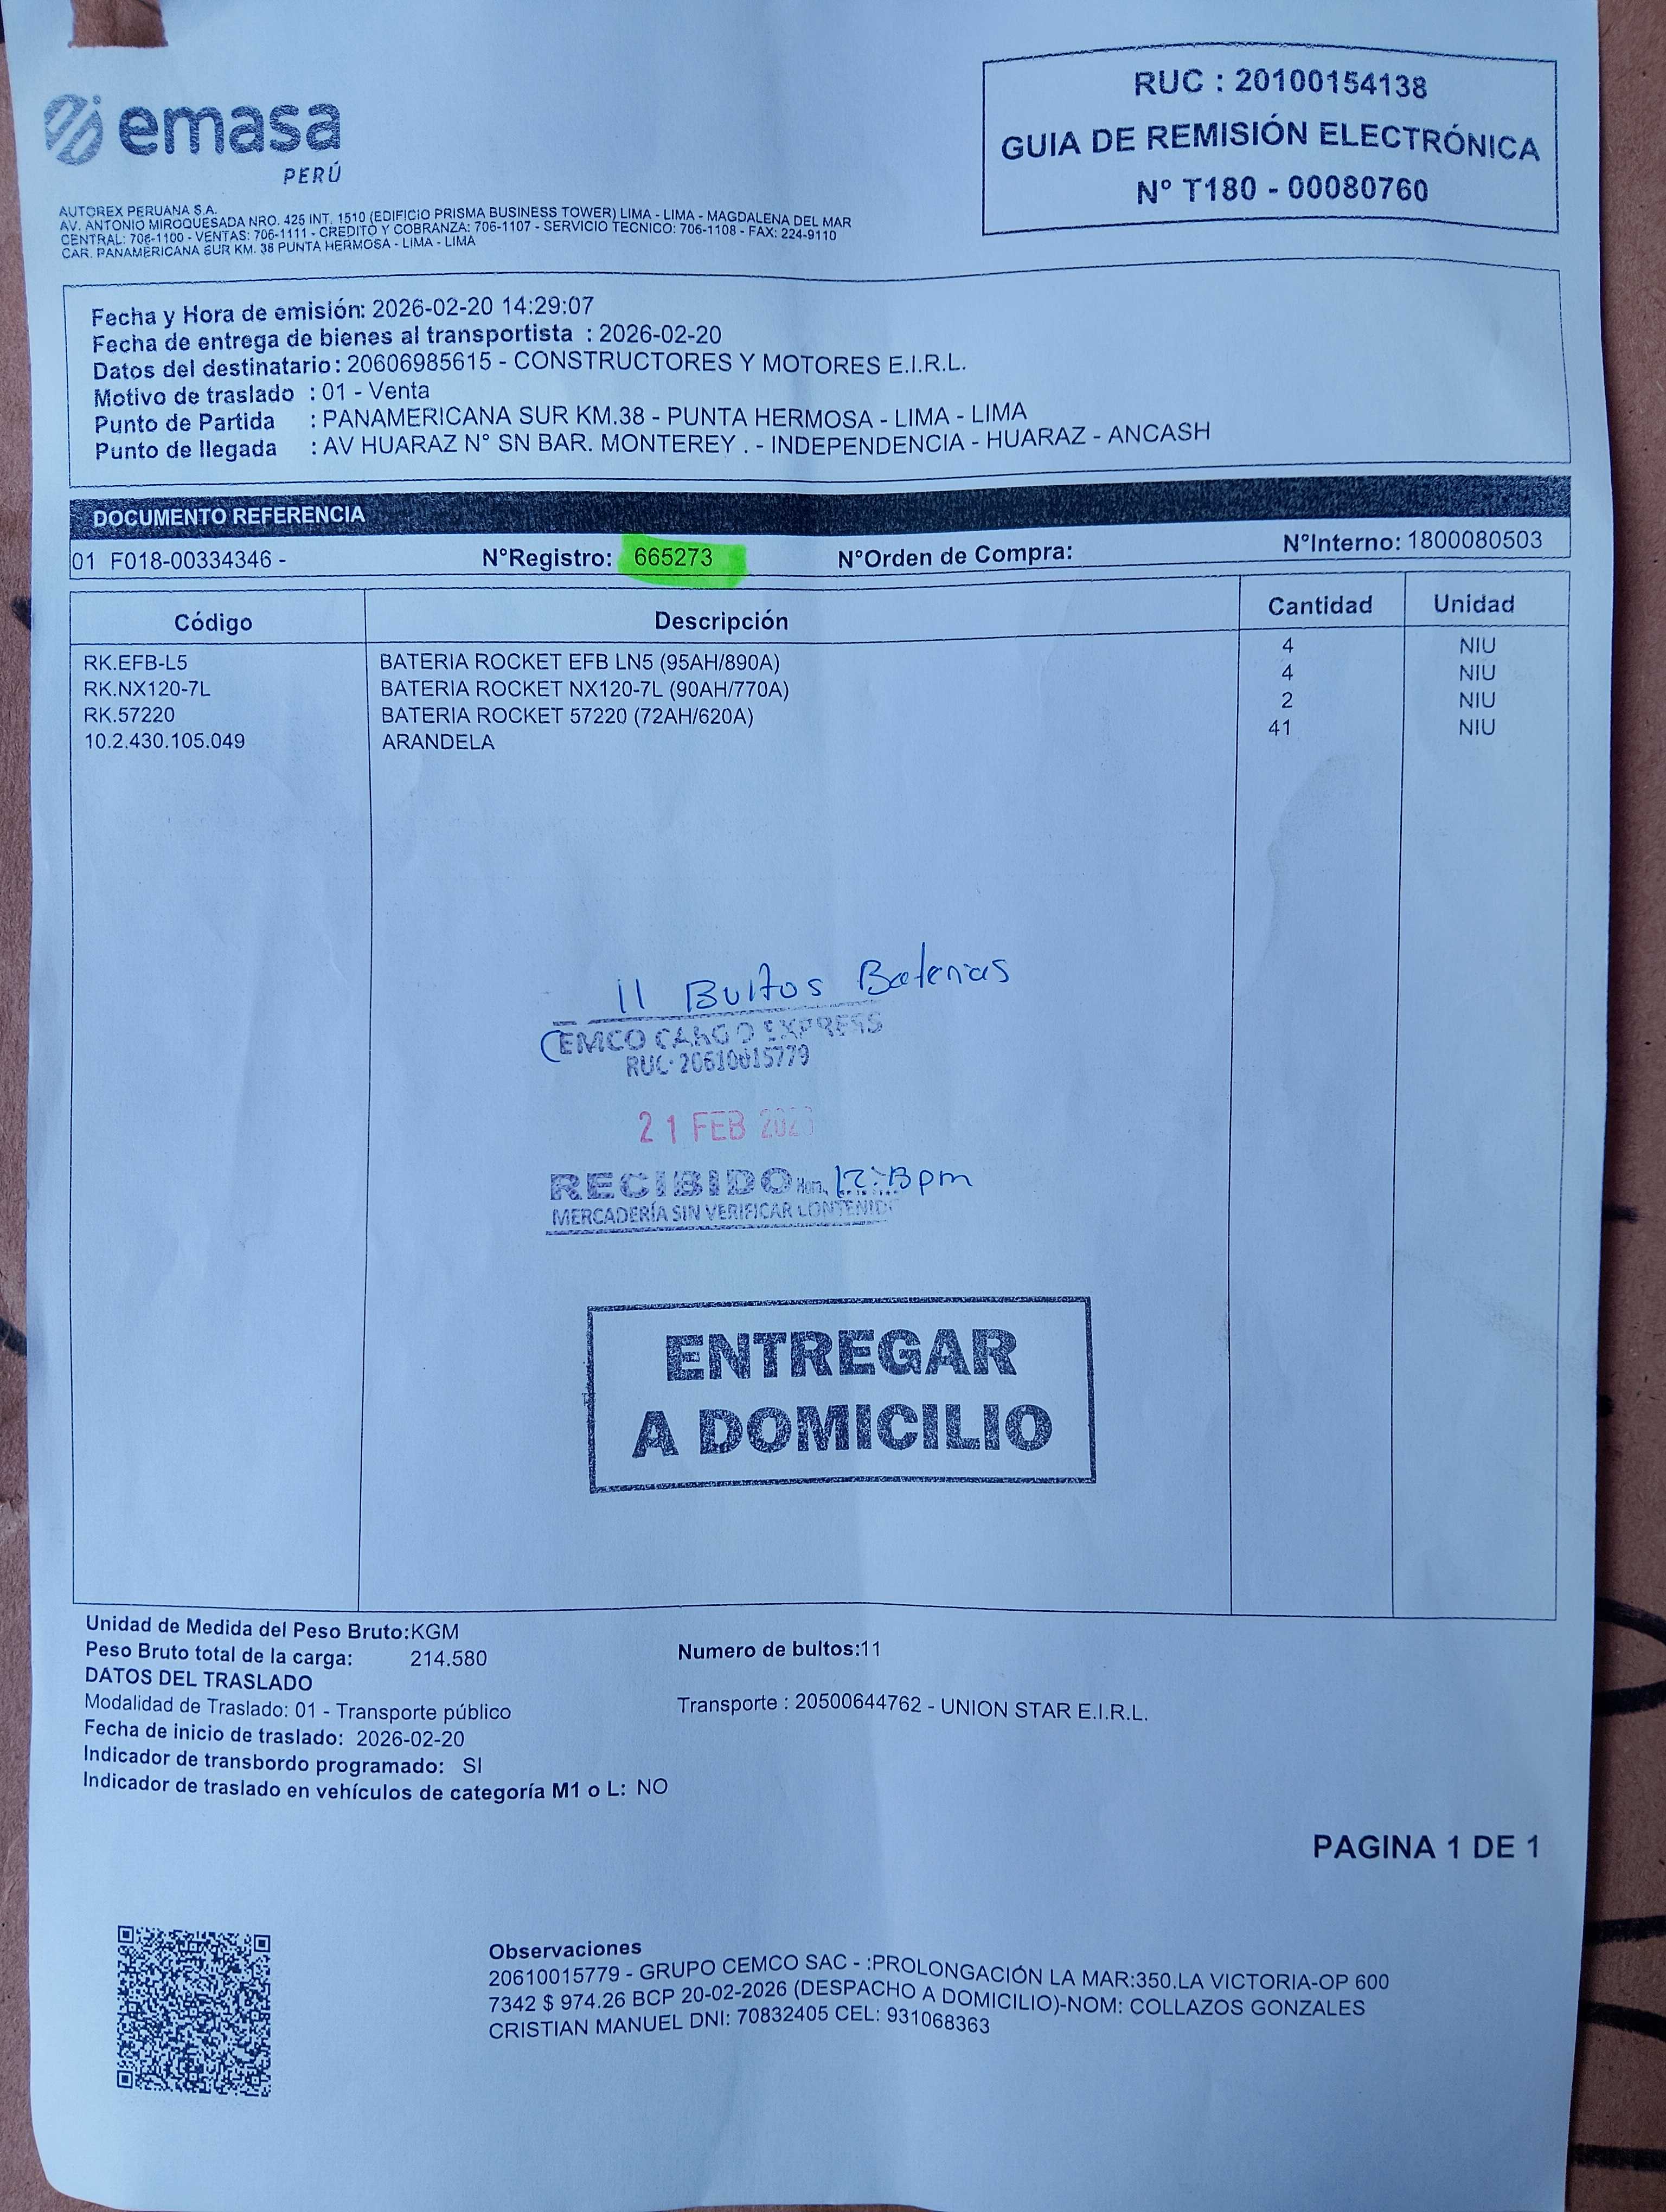 emasa
PERÚ
RUC : 20100154138
GUIA DE REMISIÓN ELECTRÓNICA
N° T180 - 00080760
AUTOREX PERUANA S.A.
AV. ANTONIO MIROQUESADA NRO. 425 INT. 1510 (EDIFICIO PRISMA BUSINESS TOWER) LIMA - LIMA - MAGDALENA DEL MAR
CENTRAL: 706-1100 - VENTAS: 706-1111 - CREDITO Y COBRANZA: 706-1107 - SERVICIO TECNICO: 706-1108 - FAX: 224-9110
CAR. PANAMERICANA SUR KM. 38 PUNTA HERMOSA - LIMA - LIMA
Fecha y Hora de emisión: 2026-02-20 14:29:07
Fecha de entrega de bienes al transportista : 2026-02-20
Datos del destinatario: 20606985615 - CONSTRUCTORES Y MOTORES E.I.R.L.
Motivo de traslado : 01 - Venta
Punto de Partida : PANAMERICANA SUR KM.38 - PUNTA HERMOSA - LIMA - LIMA
Punto de llegada : AV HUARAZ N° SN BAR. MONTEREY . - INDEPENDENCIA - HUARAZ - ANCASH
DOCUMENTO REFERENCIA
01 F018-00334346 - N°Registro: 665273 N°Orden de Compra: N°Interno: 1800080503
Código Descripción Cantidad Unidad
RK.EFB-L5 BATERIA ROCKET EFB LN5 (95AH/890A) 4 NIU
RK.NX120-7L BATERIA ROCKET NX120-7L (90AH/770A) 4 NIU
RK.57220 BATERIA ROCKET 57220 (72AH/620A) 2 NIU
10.2.430.105.049 ARANDELA 41 NIU
11 Bultos Baterias
CEMCO CARGO EXPRESS
RUC: 20610015779
21 FEB
RECIBIDO Hora. pm
MERCADERÍA SIN VERIFICAR CONTENIDO
ENTREGAR
A DOMICILIO
Unidad de Medida del Peso Bruto:KGM
Peso Bruto total de la carga: 214.580 Numero de bultos:11
DATOS DEL TRASLADO
Modalidad de Traslado: 01 - Transporte público Transporte : 20500644762 - UNION STAR E.I.R.L.
Fecha de inicio de traslado: 2026-02-20
Indicador de transbordo programado: SI
Indicador de traslado en vehículos de categoría M1 o L: NO
PAGINA 1 DE 1
Observaciones
20610015779 - GRUPO CEMCO SAC - :PROLONGACIÓN LA MAR:350.LA VICTORIA-OP 600
7342 $ 974.26 BCP 20-02-2026 (DESPACHO A DOMICILIO)-NOM: COLLAZOS GONZALES
CRISTIAN MANUEL DNI: 70832405 CEL: 931068363